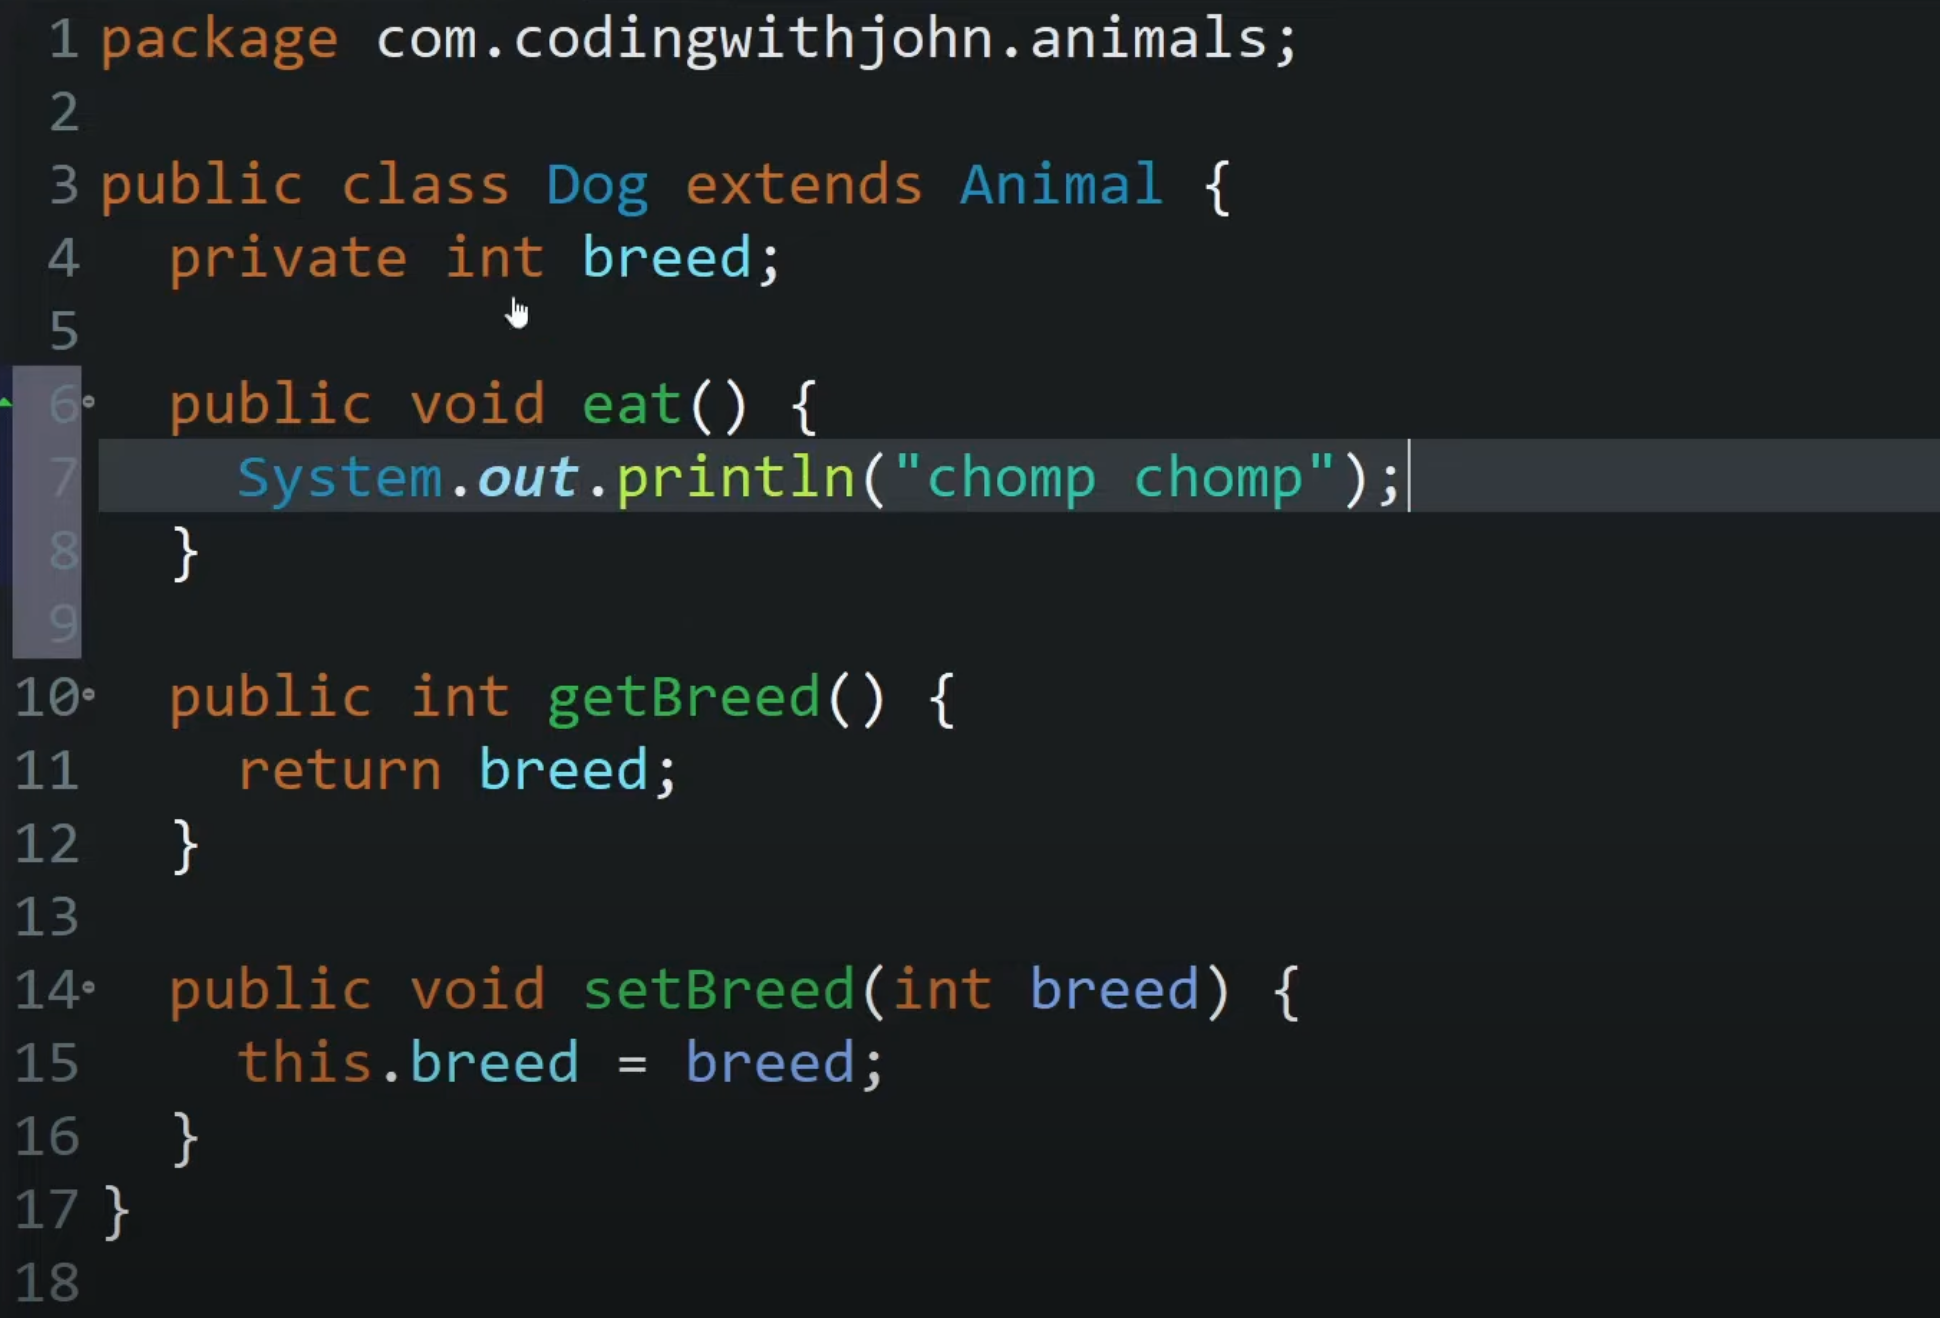 1 package com.codingwithjohn.animals;
2
3 public class Dog extends Animal {
4   private int breed;
5
6   public void eat() {
7     System.out.println("chomp chomp");
8   }
9
10   public int getBreed() {
11     return breed;
12   }
13
14   public void setBreed(int breed) {
15     this.breed = breed;
16   }
17 }
18